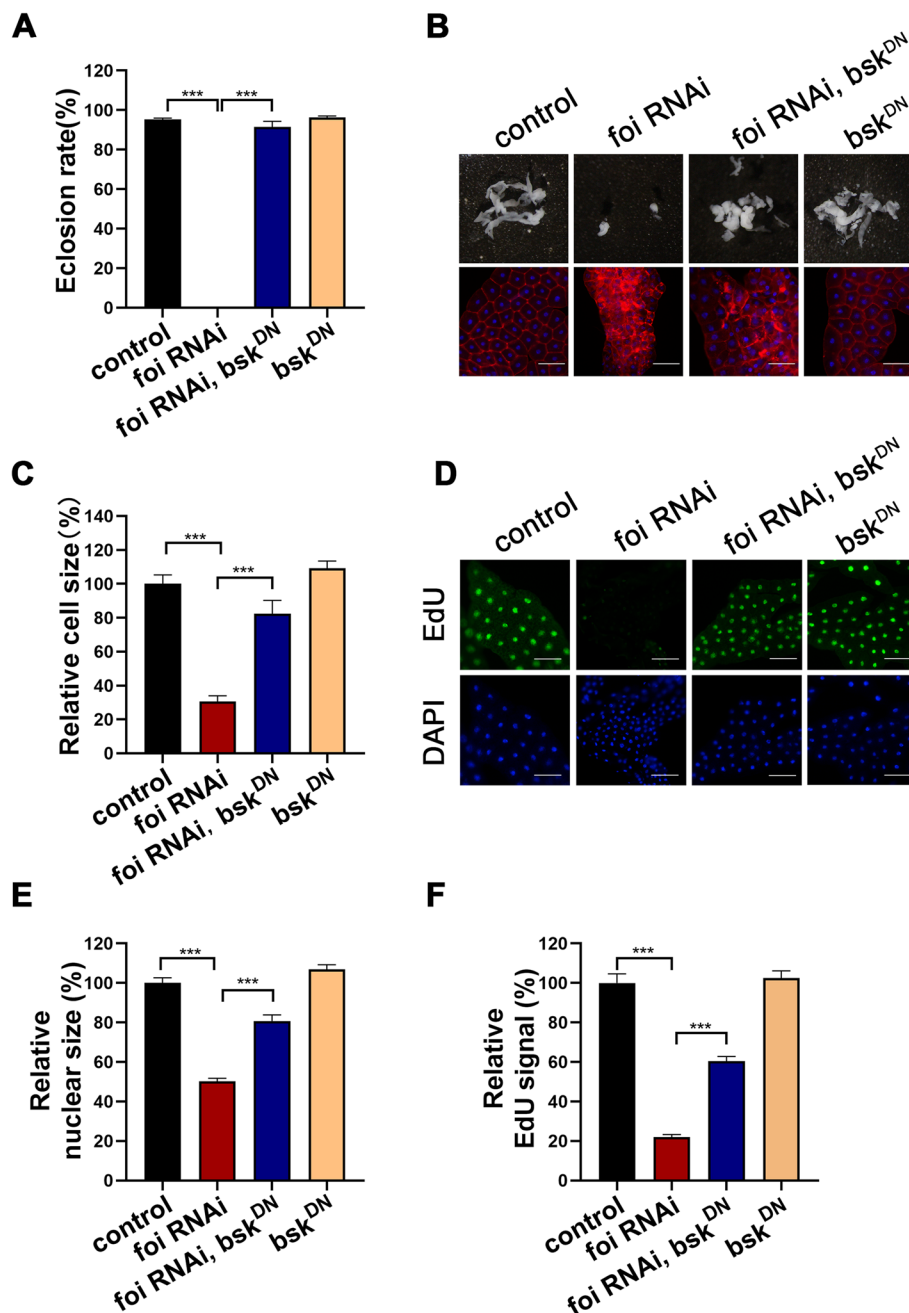 A
Eclosion rate(%)
120
100
80
60
40
20
0
***
***
control
foi RNAi
foi RNAi, bsk^DN
bsk^DN
B
control
foi RNAi
foi RNAi, bsk^DN
bsk^DN
C
Relative cell size(%)
140
120
100
80
60
40
20
0
***
***
control
foi RNAi
foi RNAi, bsk^DN
bsk^DN
D
control
foi RNAi
foi RNAi, bsk^DN
bsk^DN
EdU
DAPI
E
Relative
nuclear size (%)
120
100
80
60
40
20
0
***
***
control
foi RNAi
foi RNAi, bsk^DN
bsk^DN
F
Relative
EdU signal (%)
120
100
80
60
40
20
0
***
***
control
foi RNAi
foi RNAi, bsk^DN
bsk^DN